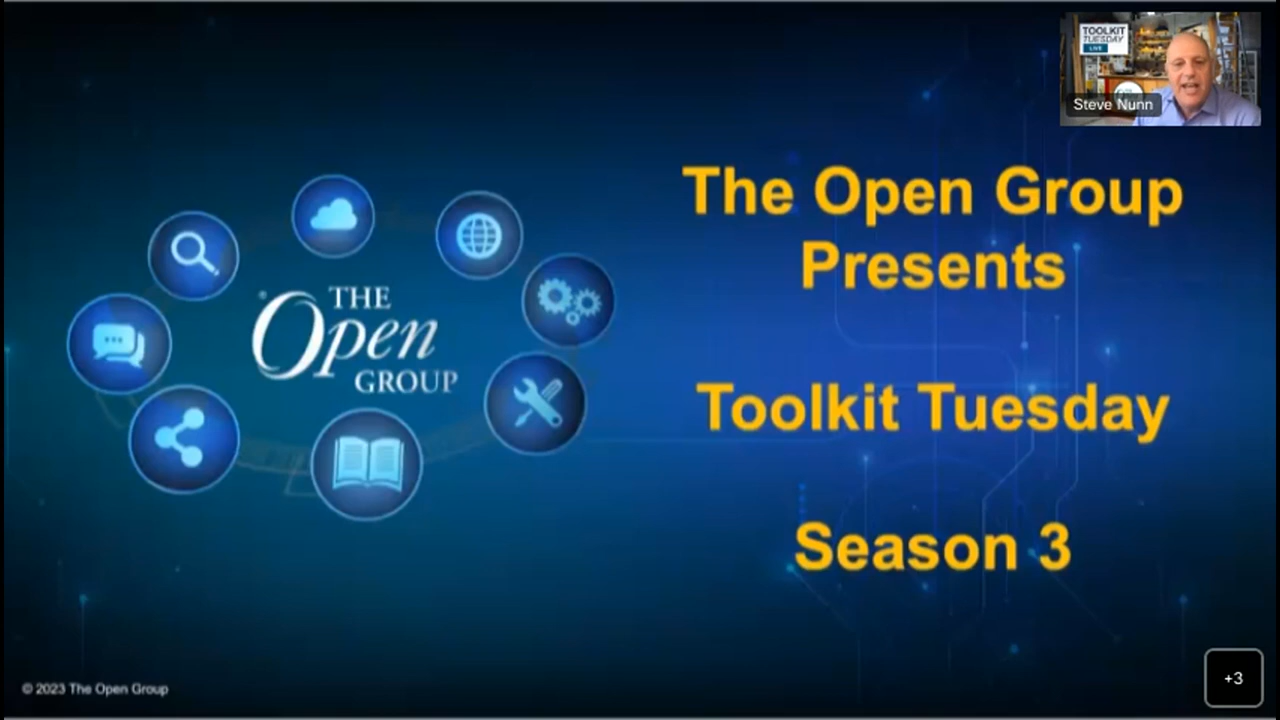 TOOLKIT
TUESDAY
LIVE
Steve Nunn
THE
Open
GROUP
The Open Group
Presents
Toolkit Tuesday
Season 3
© 2023 The Open Group
+3